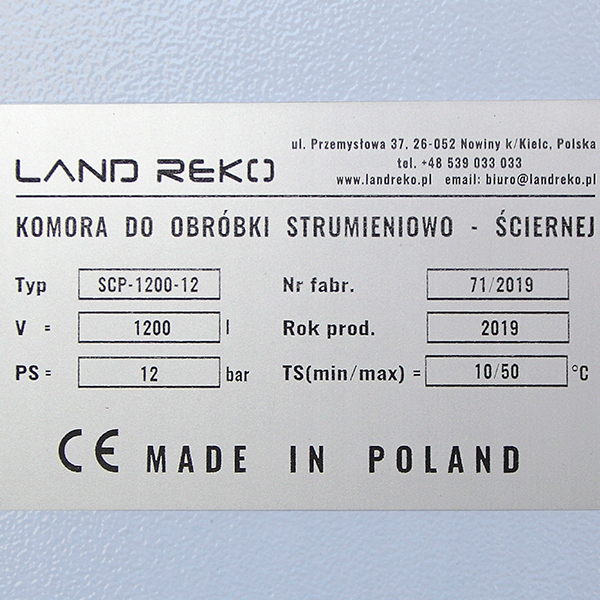 LAND REKO
ul. Przemysłowa 37, 26-052 Nowiny k/Kielc, Polska
tel. +48 539 033 033
www.landreko.pl email: biuro@landreko.pl
KOMORA DO OBRÓBKI STRUMIENIOWO - ŚCIERNEJ
Typ SCP-1200-12 Nr fabr. 71/2019
V = 1200 l Rok prod. 2019
PS = 12 bar TS(min/max) = 10/50 °C
CE MADE IN POLAND